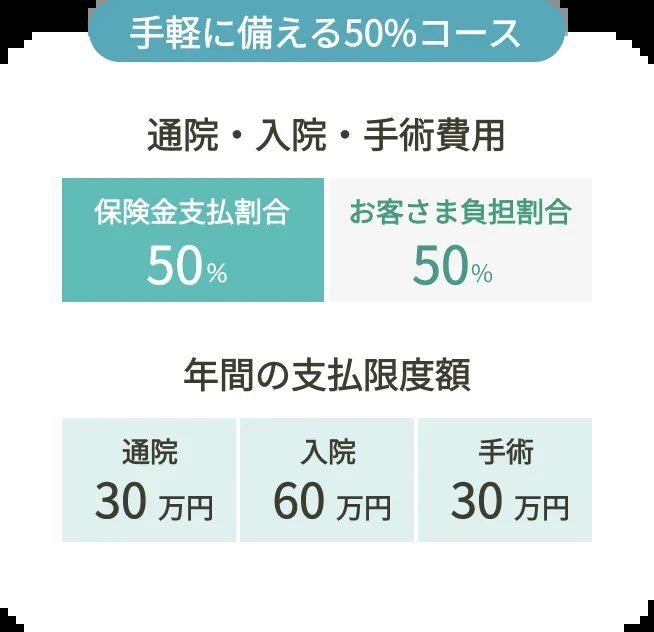 手軽に備える50%コース
通院・入院・手術費用
保険金支払割合 お客さま負担割合
50% 50%
年間の支払限度額
通院 入院 手術
30 万円 60 万円 30 万円